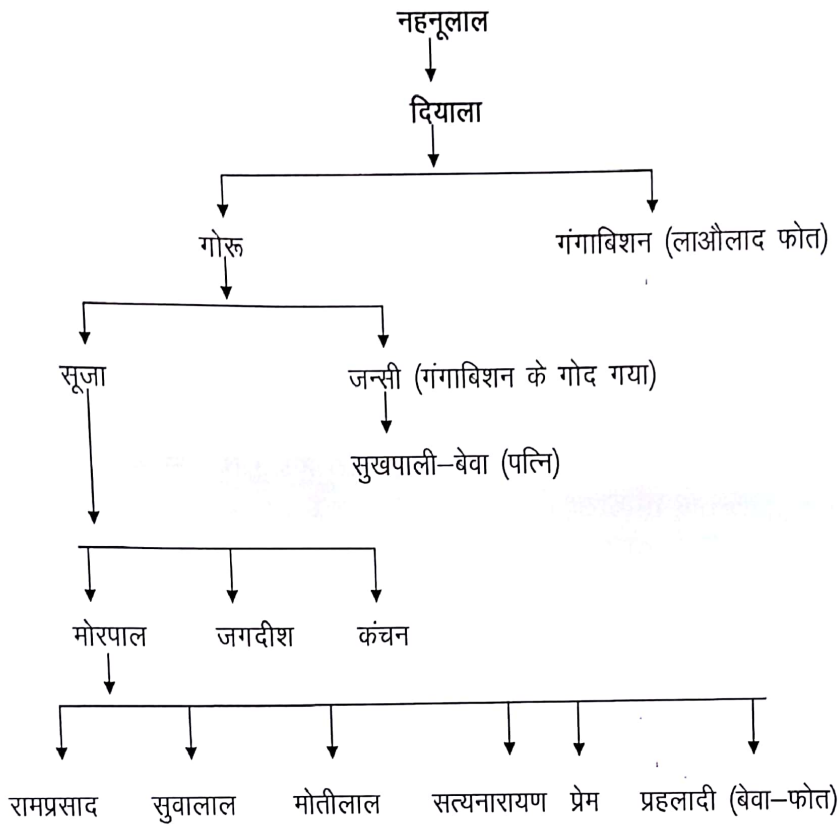 नहनूलाल
दियाला
गोरू गंगाबिशन (लाऔलाद फोत)
सूजा जन्सी (गंगाबिशन के गोद गया)
सुखपाली-बेवा (पत्नि)
मोरपाल जगदीश कंचन
रामप्रसाद सुवालाल मोतीलाल सत्यनारायण प्रेम प्रहलादी (बेवा-फोत)